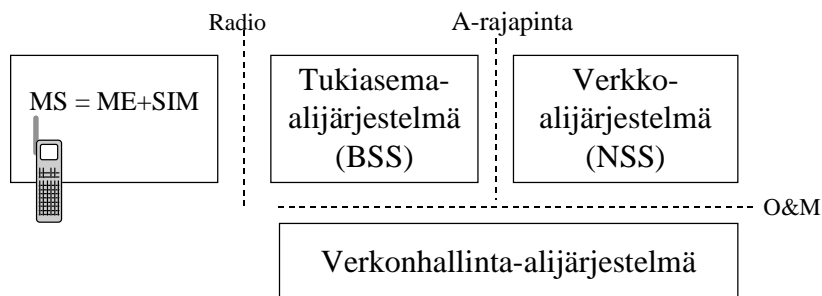 Radio
A-rajapinta
MS = ME+SIM
Tukiasema-
alijärjestelmä
(BSS)
Verkko-
alijärjestelmä
(NSS)
O&M
Verkonhallinta-alijärjestelmä